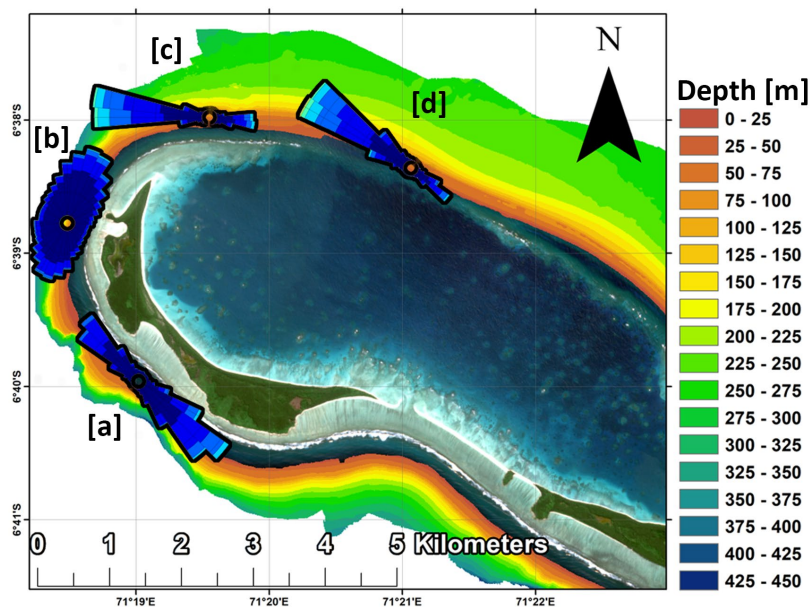 [c]
N
[d]
Depth [m]
6°38'S
0 - 25
25 - 50
[b]
50 - 75
75 - 100
100 - 125
6°39'S
125 - 150
150 - 175
175 - 200
200 - 225
225 - 250
6°40'S
250 - 275
[a]
275 - 300
300 - 325
325 - 350
350 - 375
6°41'S
375 - 400
0 1 2 3 4 5 Kilometers
400 - 425
425 - 450
71°19'E 71°20'E 71°21'E 71°22'E